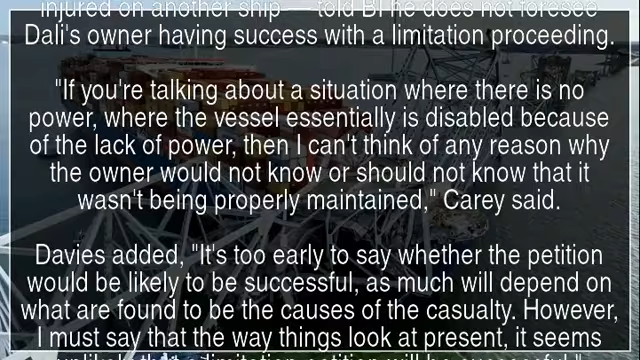 injured on another ship — told BI he does not foresee
Dali's owner having success with a limitation proceeding.
"If you're talking about a situation where there is no
power, where the vessel essentially is disabled because
of the lack of power, then I can't think of any reason why
the owner would not know or should not know that it
wasn't being properly maintained," Carey said.
Davies added, "It's too early to say whether the petition
would be likely to be successful, as much will depend on
what are found to be the causes of the casualty. However,
I must say that the way things look at present, it seems
unlikely that a limitation petition will be successful."